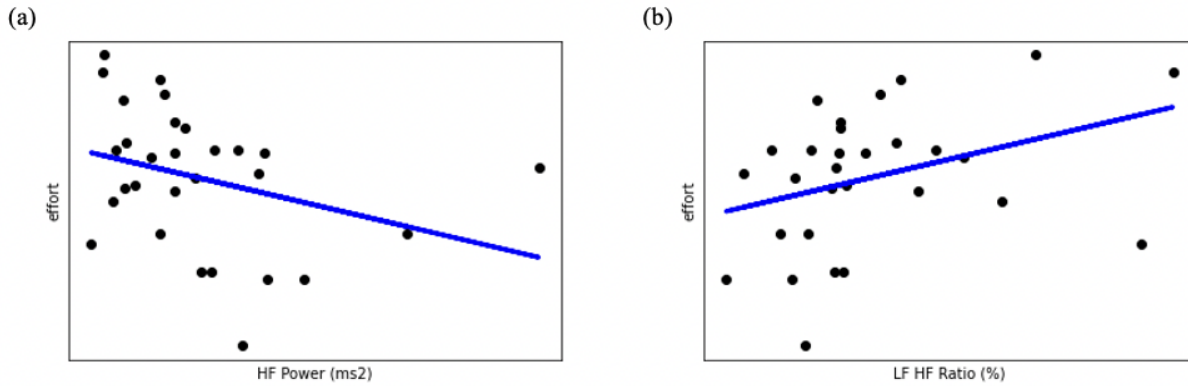 (a)
(b)
effort
HF Power (ms2)
effort
LF HF Ratio (%)